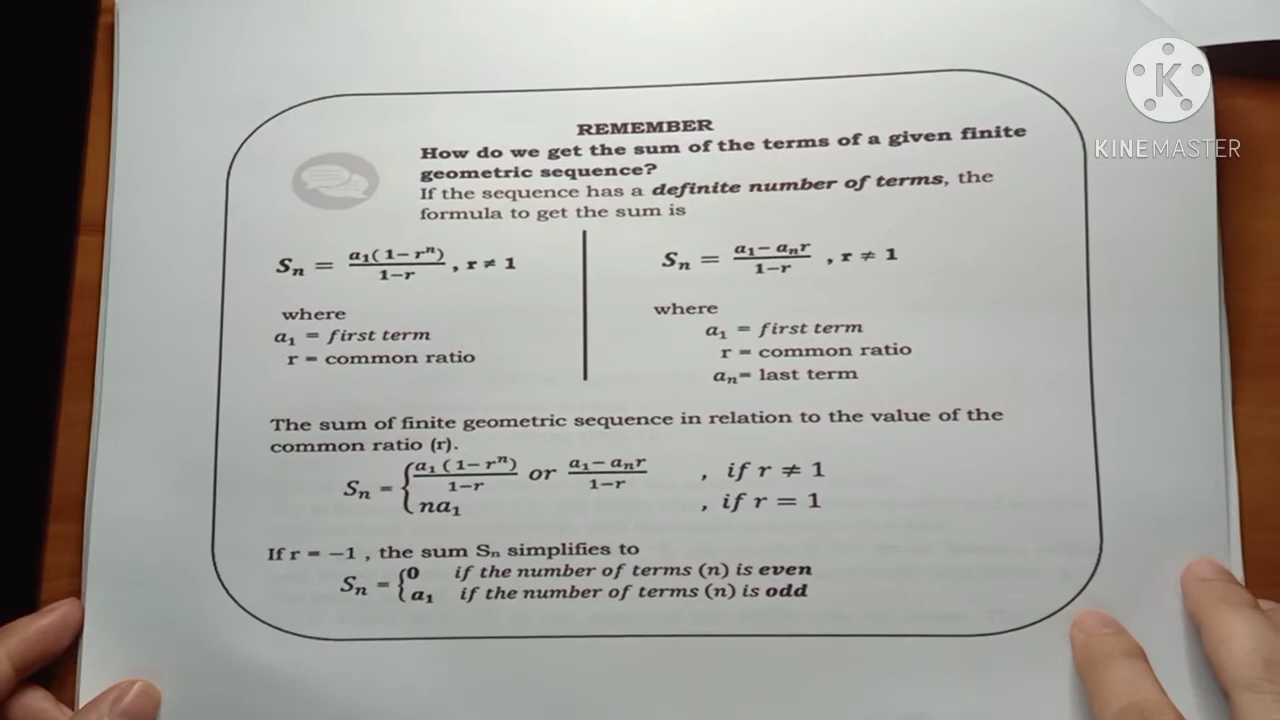 K
KINEMASTER
REMEMBER
How do we get the sum of the terms of a given finite
geometric sequence?
If the sequence has a definite number of terms, the
formula to get the sum is
Sₙ = a₁(1−rⁿ)/1−r , r ≠ 1
where
a₁ = first term
r = common ratio
Sₙ = a₁−aₙr/1−r , r ≠ 1
where
a₁ = first term
r = common ratio
aₙ= last term
The sum of finite geometric sequence in relation to the value of the
common ratio (r).
Sₙ = { a₁(1−rⁿ)/1−r or a₁−aₙr/1−r , if r ≠ 1
na₁ , if r = 1
If r = −1 , the sum Sₙ simplifies to
Sₙ = { 0 if the number of terms (n) is even
a₁ if the number of terms (n) is odd